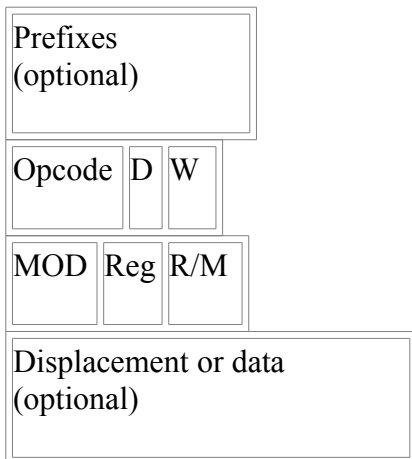 Prefixes
(optional)
Opcode D W
MOD Reg R/M
Displacement or data
(optional)